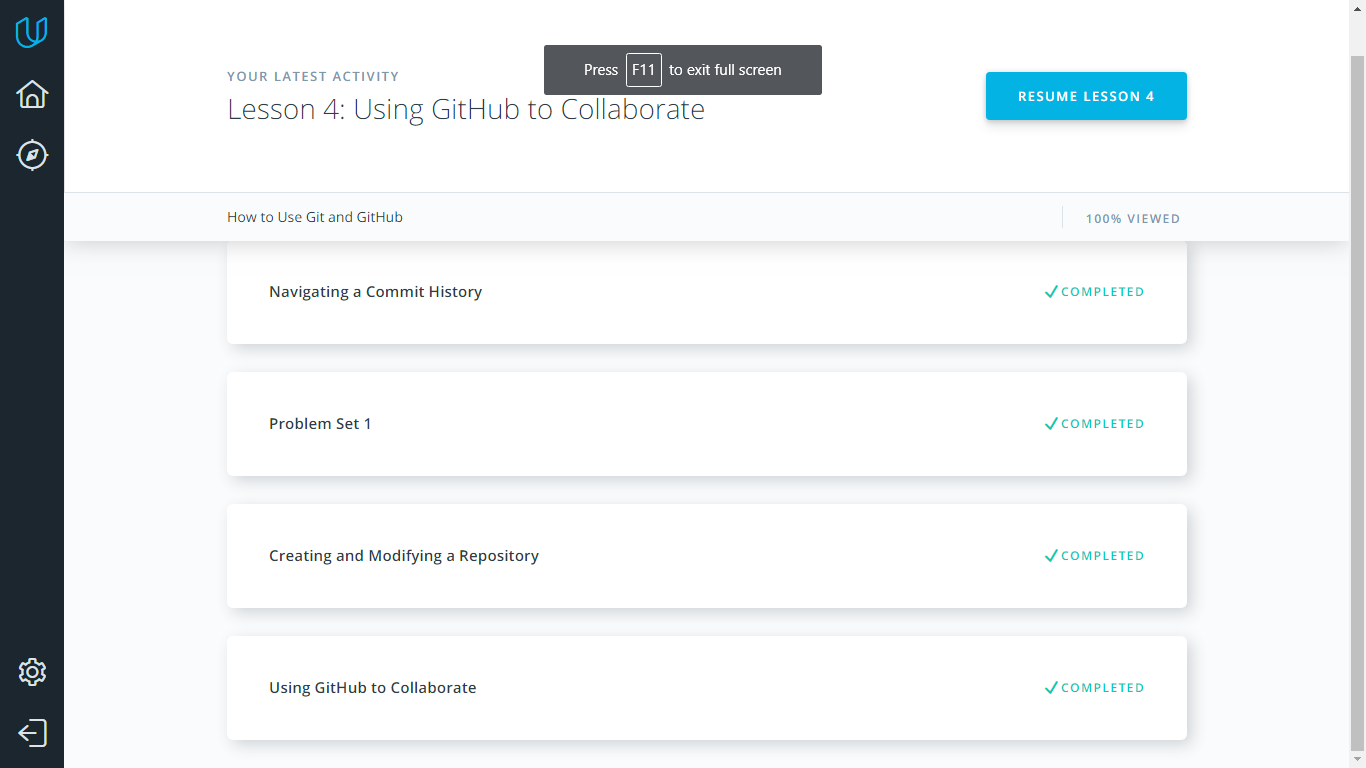 YOUR LATEST ACTIVITY
Press F11 to exit full screen
Lesson 4: Using GitHub to Collaborate
RESUME LESSON 4
How to Use Git and GitHub
100% VIEWED
Navigating a Commit History
COMPLETED
Problem Set 1
COMPLETED
Creating and Modifying a Repository
COMPLETED
Using GitHub to Collaborate
COMPLETED